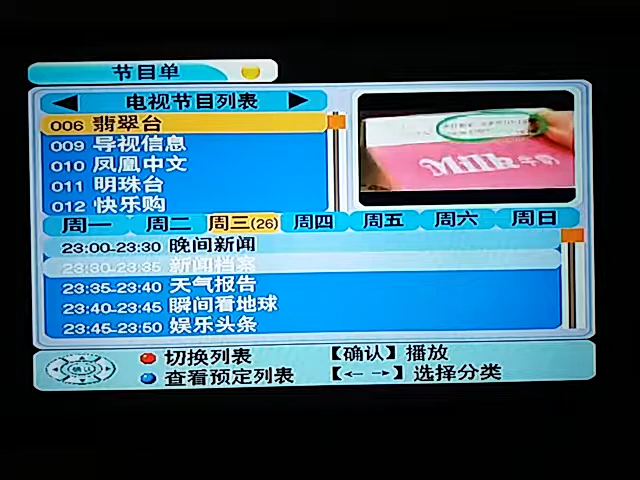 节目单
电视节目列表
006 翡翠台
009 导视信息
010 凤凰中文
011 明珠台
012 快乐购
周一 周二 周三(26) 周四 周五 周六 周日
23:00-23:30 晚间新闻
23:30-23:35 新闻档案
23:35-23:40 天气报告
23:40-23:45 瞬间看地球
23:45-23:50 娱乐头条
切换列表 【确认】播放
确认
查看预定列表 【←→】选择分类
Milk 牛奶